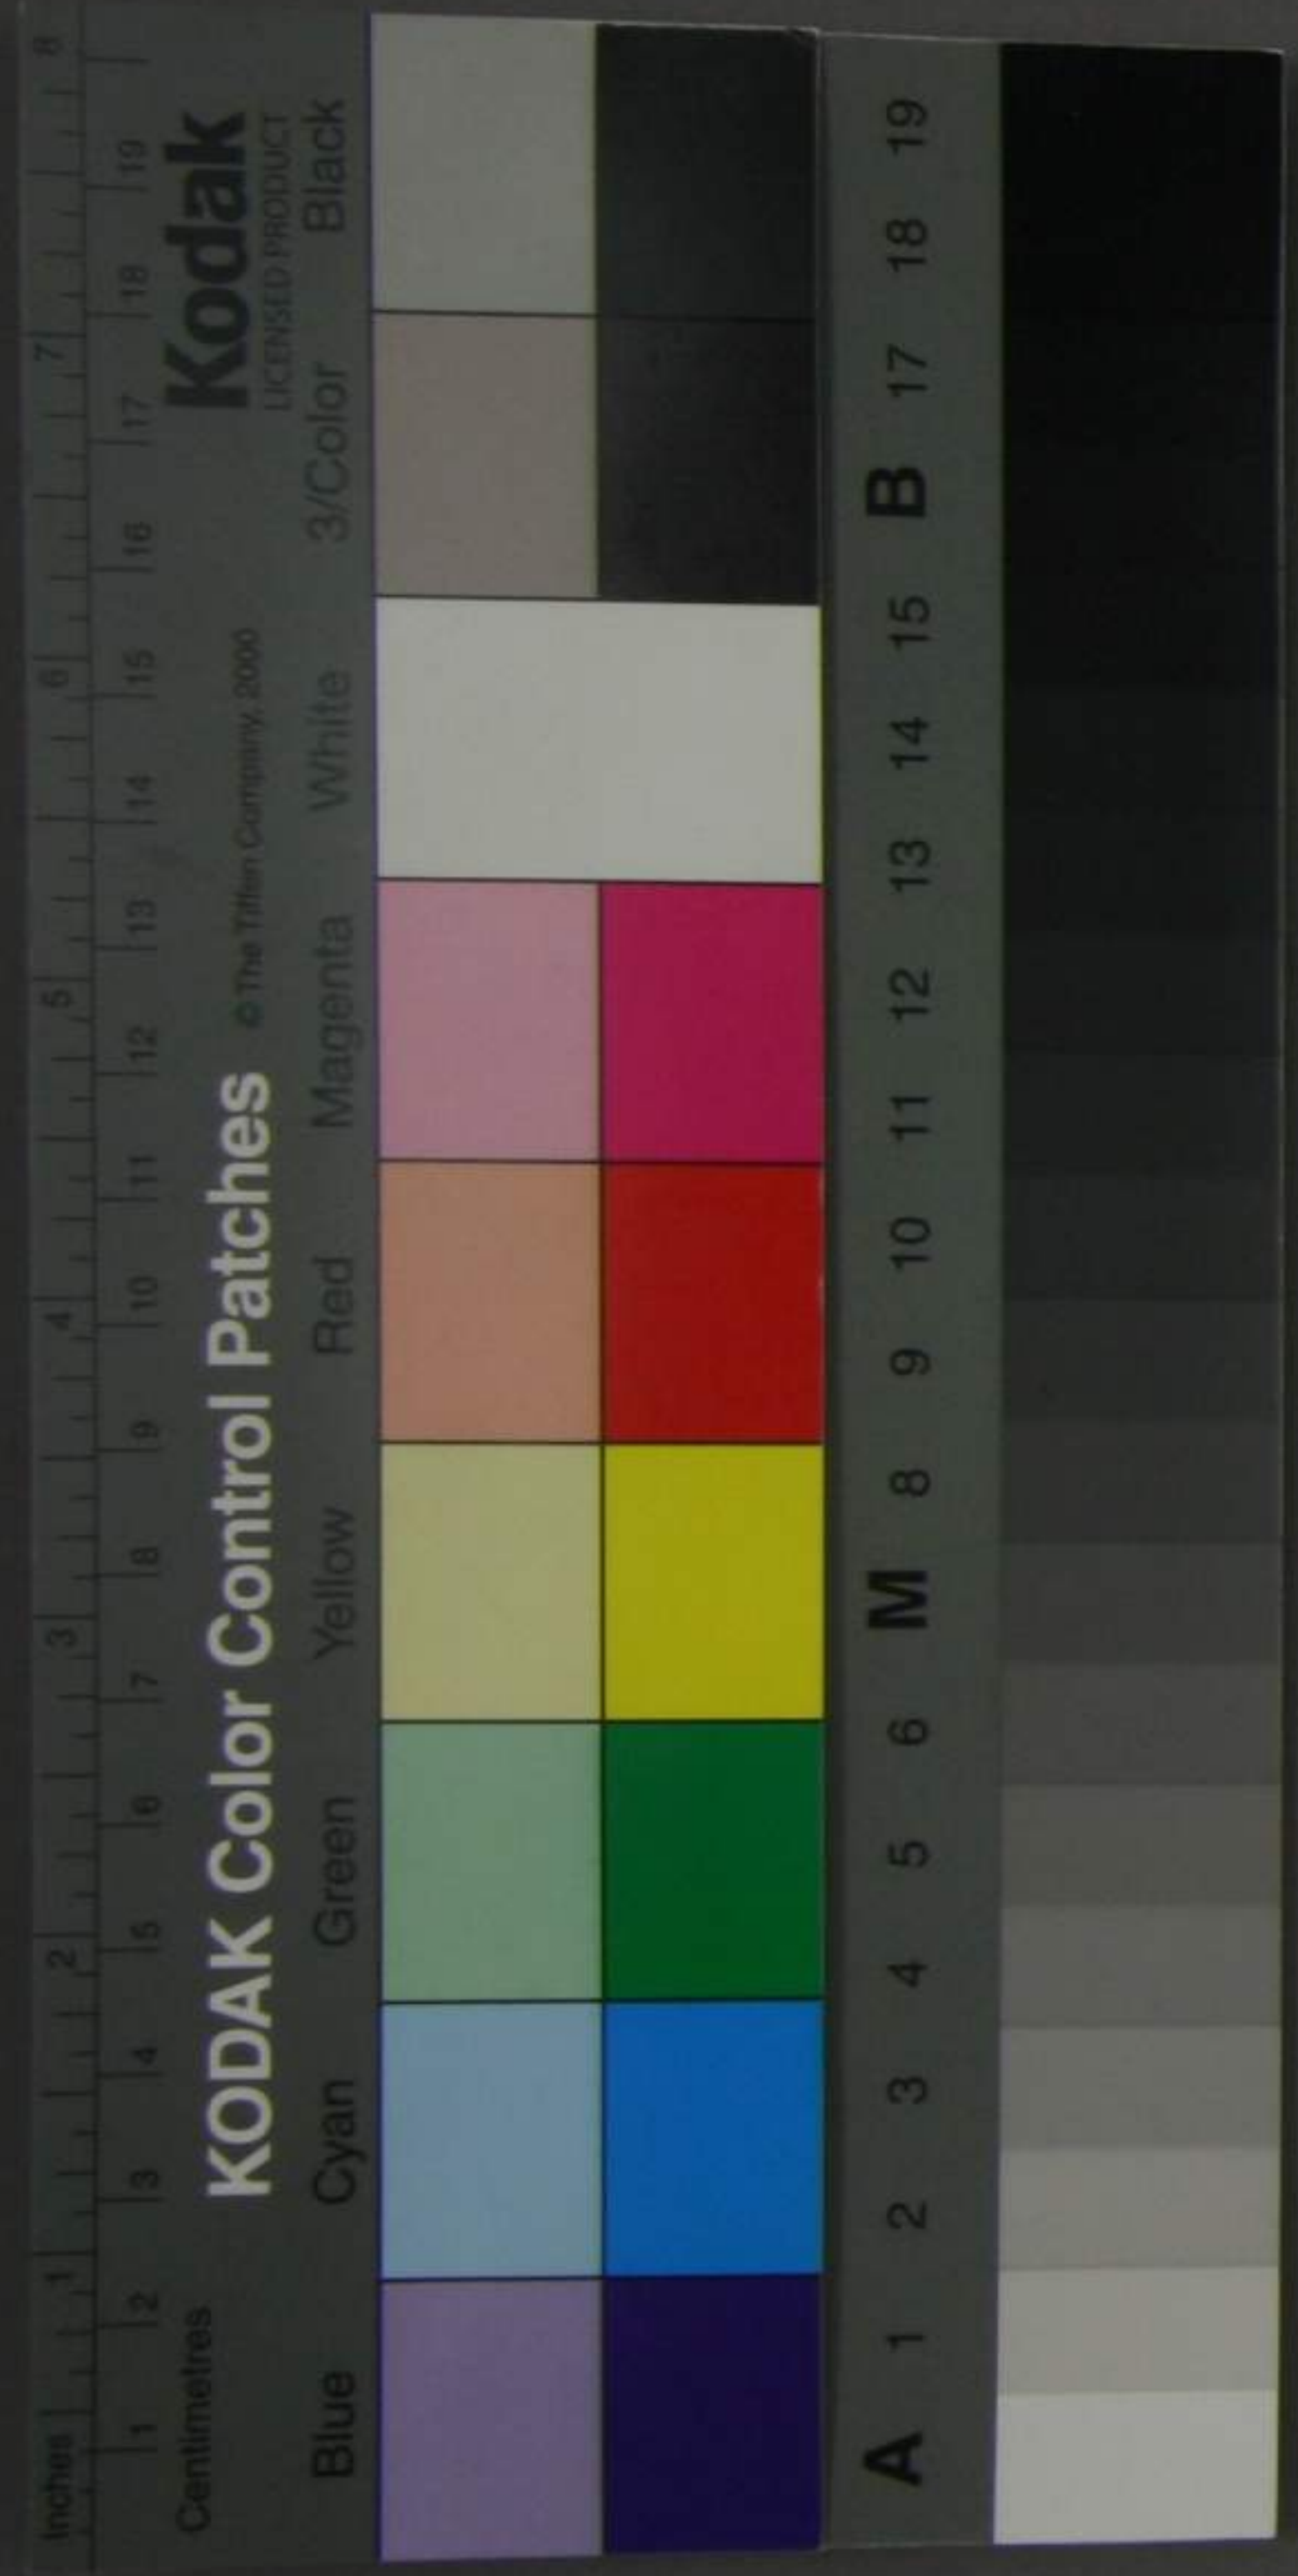 Inches 1 2 3 4 5 6 7 8
1 2 3 4 5 6 7 8 9 10 11 12 13 14 15 16 17 18 19
Centimetres
KODAK Color Control Patches © The Tiffen Company, 2000 Kodak
LICENSED PRODUCT
Blue Cyan Green Yellow Red Magenta White 3/Color Black
A 1 2 3 4 5 6 M 8 9 10 11 12 13 14 15 B 17 18 19